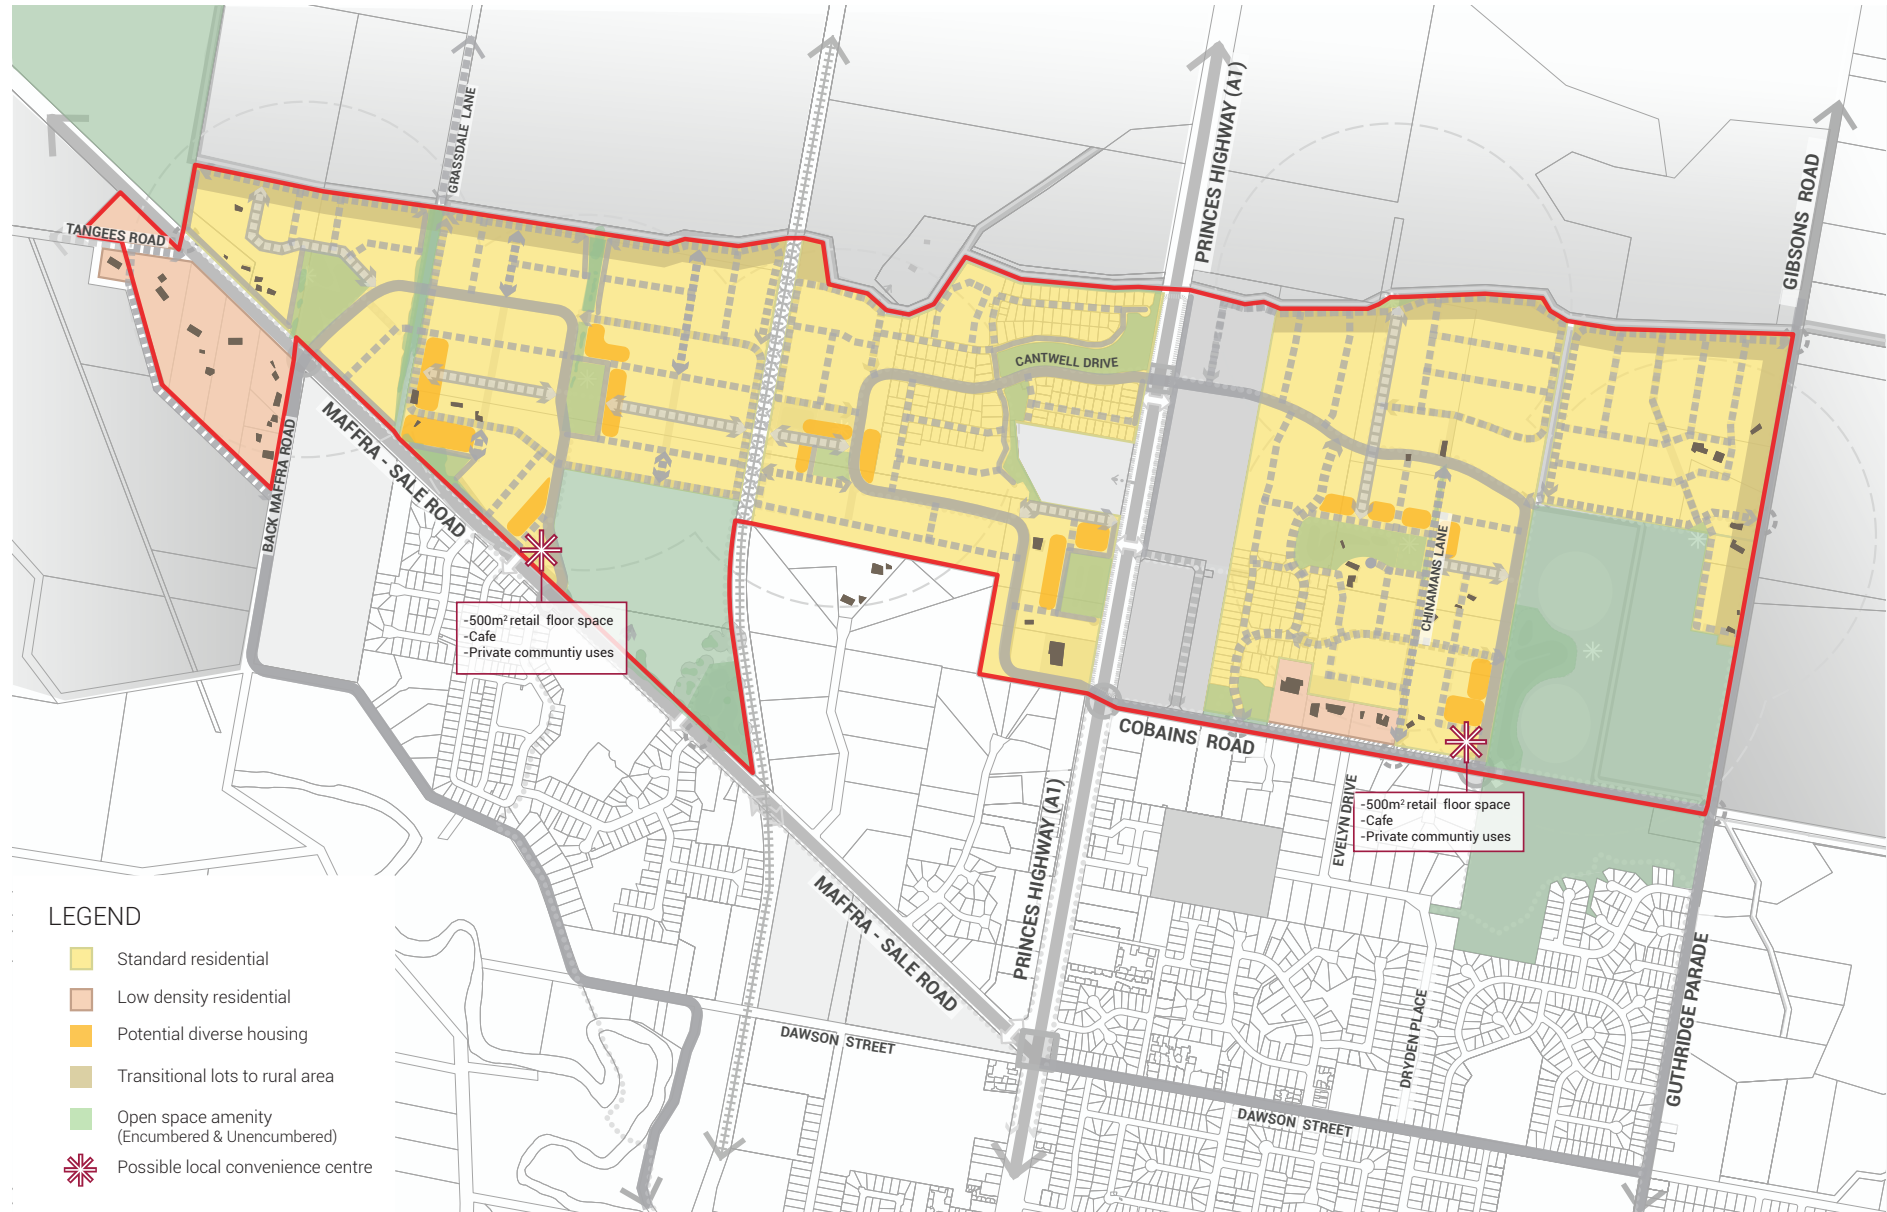 GRASSDALE LANE
PRINCES HIGHWAY (A1)
GIBSONS ROAD
TANGEES ROAD
CANTWELL DRIVE
MAFFRA - SALE ROAD
BACK MAFFRA ROAD
CHINAMANS LANE
-500m² retail floor space
-Cafe
-Private communtiy uses
COBAINS ROAD
EVELYN DRIVE
-500m² retail floor space
-Cafe
-Private communtiy uses
PRINCES HIGHWAY (A1)
MAFFRA - SALE ROAD
DAWSON STREET
DRYDEN PLACE
GUTHRIDGE PARADE
DAWSON STREET
LEGEND
Standard residential
Low density residential
Potential diverse housing
Transitional lots to rural area
Open space amenity
(Encumbered & Unencumbered)
Possible local convenience centre